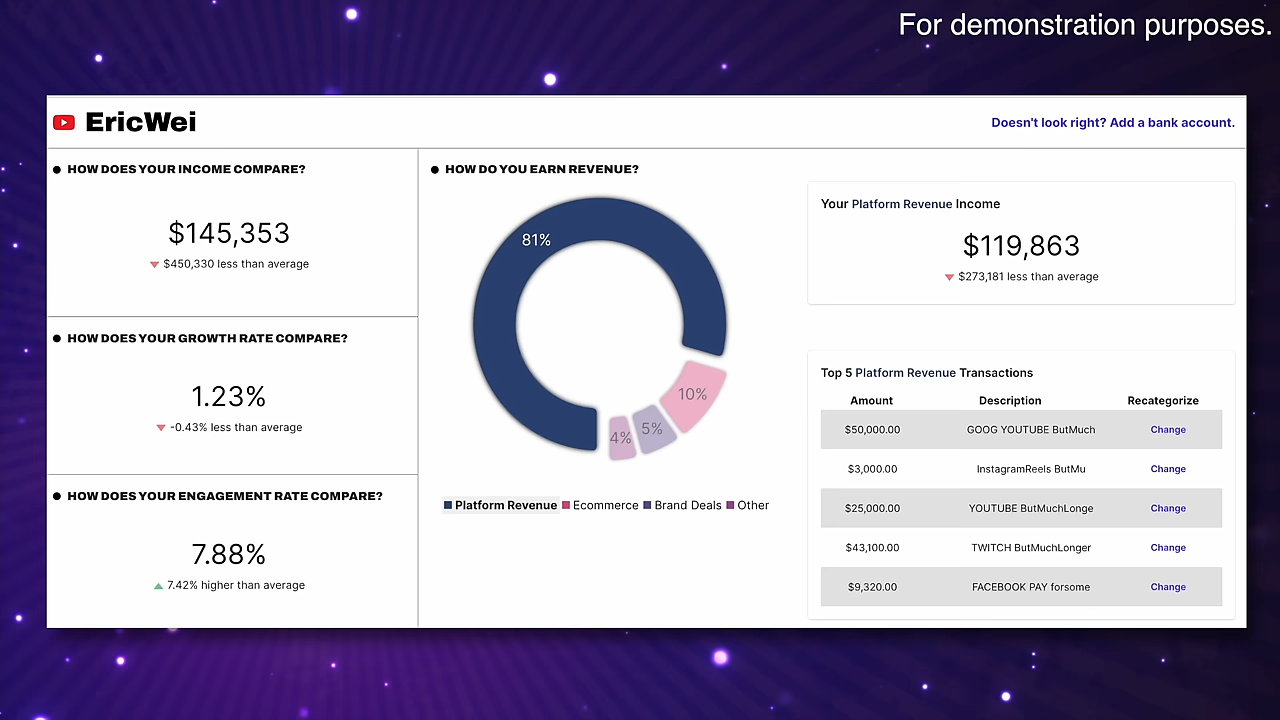 For demonstration purposes.
EricWei
Doesn't look right? Add a bank account.
HOW DOES YOUR INCOME COMPARE?
$145,353
$450,330 less than average
HOW DOES YOUR GROWTH RATE COMPARE?
1.23%
-0.43% less than average
HOW DOES YOUR ENGAGEMENT RATE COMPARE?
7.88%
7.42% higher than average
HOW DO YOU EARN REVENUE?
81%
10%
5%
4%
Platform Revenue Ecommerce Brand Deals Other
Your Platform Revenue Income
$119,863
$273,181 less than average
Top 5 Platform Revenue Transactions
Amount Description Recategorize
$50,000.00 GOOG YOUTUBE ButMuch Change
$3,000.00 InstagramReels ButMu Change
$25,000.00 YOUTUBE ButMuchLonge Change
$43,100.00 TWITCH ButMuchLonger Change
$9,320.00 FACEBOOK PAY forsome Change